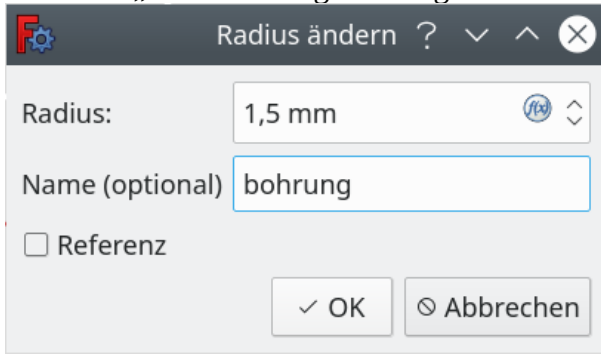 Radius ändern
Radius: 1,5 mm
Name (optional) bohrung
Referenz
OK Abbrechen